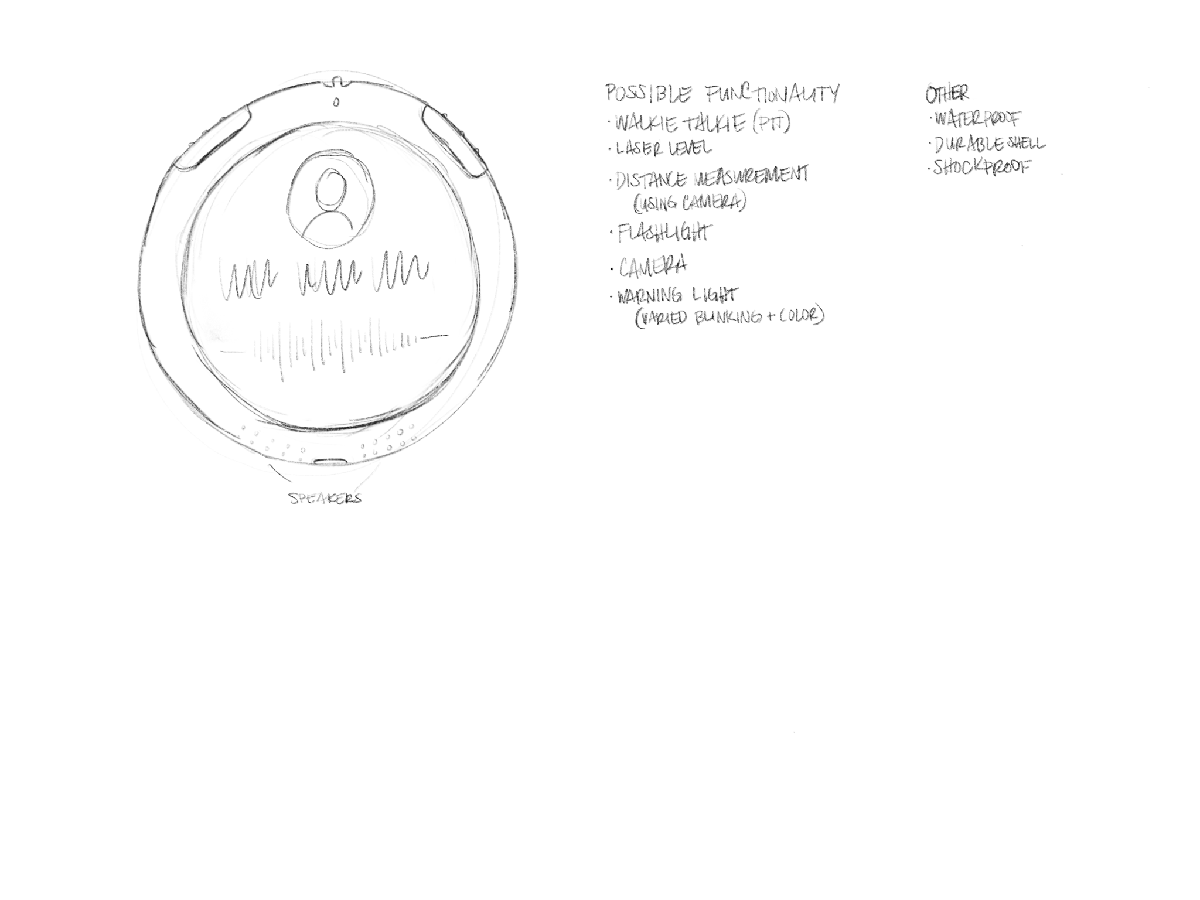 POSSIBLE FUNCTIONALITY
· WALKIE TALKIE (PTT)
· LASER LEVEL
· DISTANCE MEASUREMENT
(USING CAMERA)
· FLASHLIGHT
· CAMERA
· WARNING LIGHT
(VARIED BLINKING + COLOR)
OTHER
· WATERPROOF
· DURABLE SHELL
· SHOCKPROOF
SPEAKERS